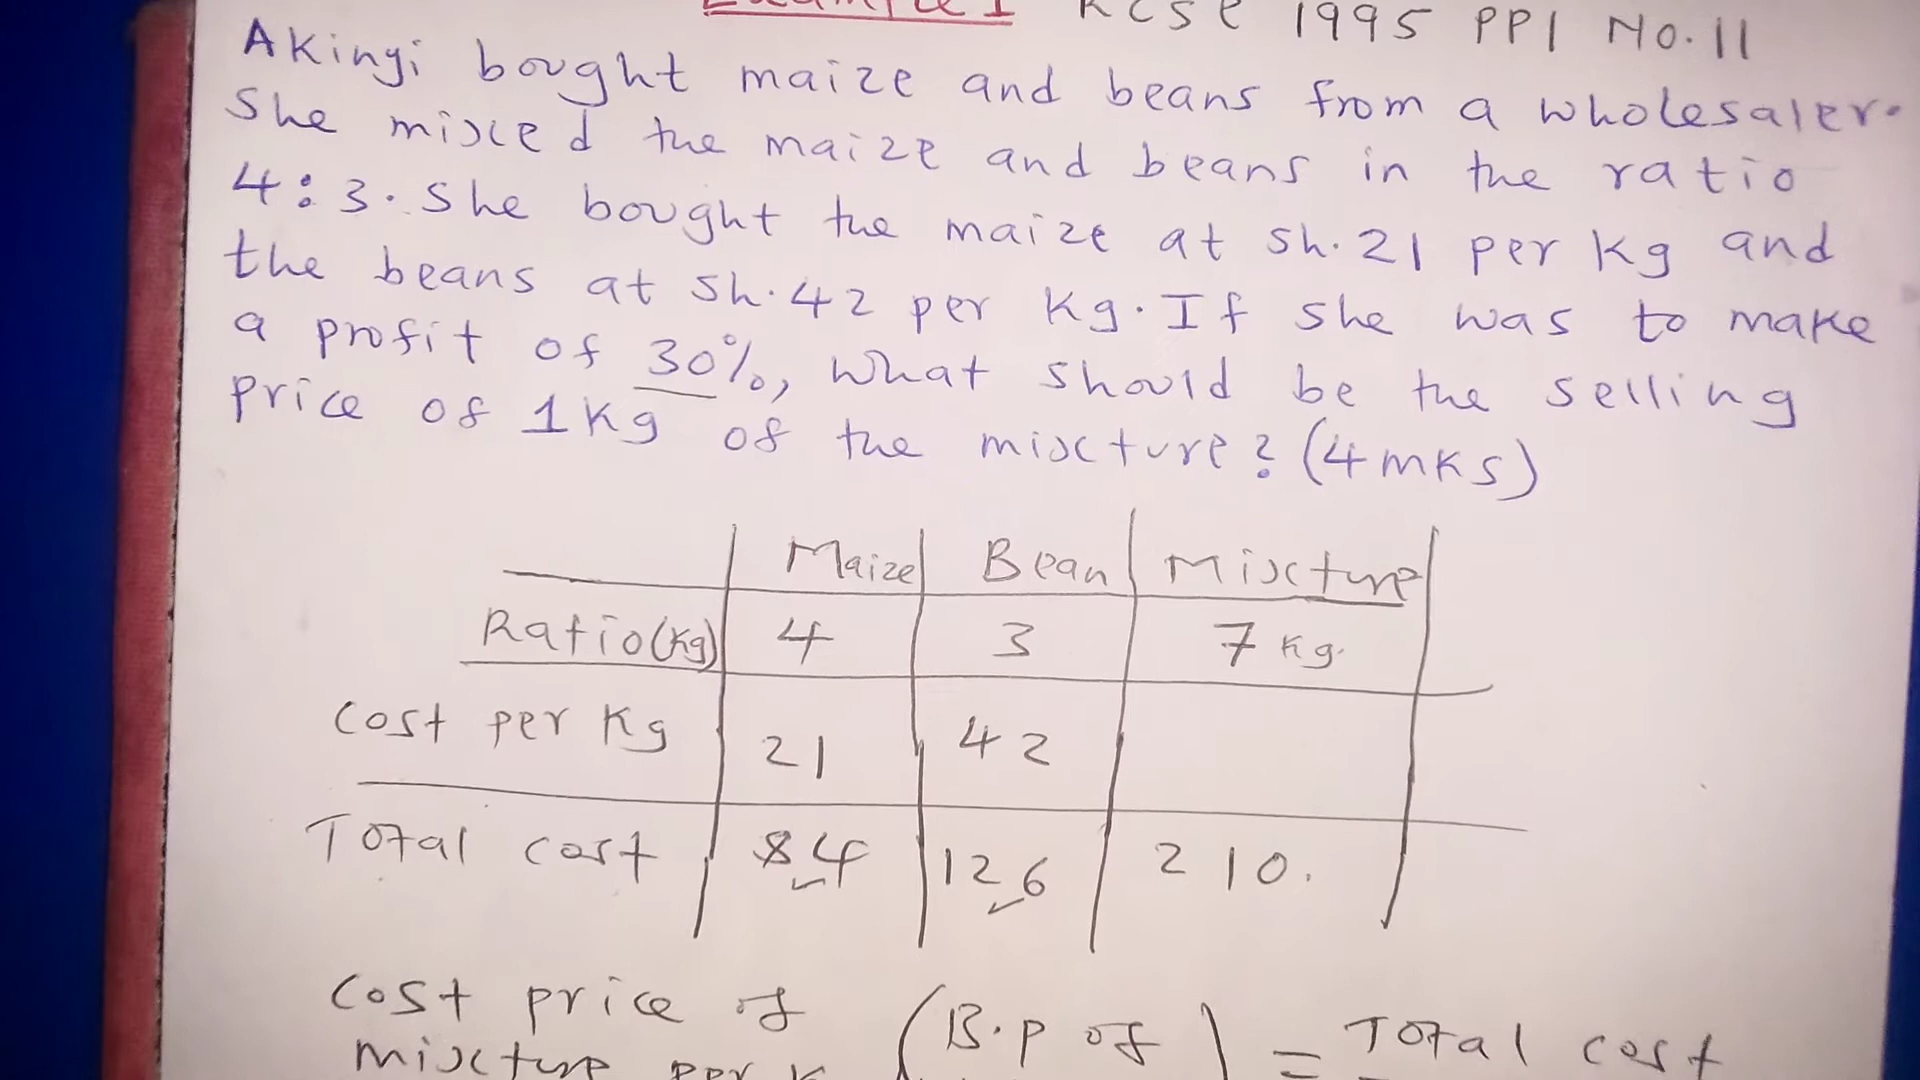 Example 1 KCSE 1995 PP1 NO.11
Akinyi bought maize and beans from a wholesaler.
She mixed the maize and beans in the ratio
4:3. She bought the maize at sh.21 per kg and
the beans at sh.42 per kg. If she was to make
a profit of 30%, what should be the selling
price of 1kg of the mixture? (4mks)
Maize Bean Mixture
Ratio(kg) 4 3 7 kg.
Cost per kg 21 42
Total cost 84 126 210.
Cost price of (B.P of ) = Total cost
mixture per